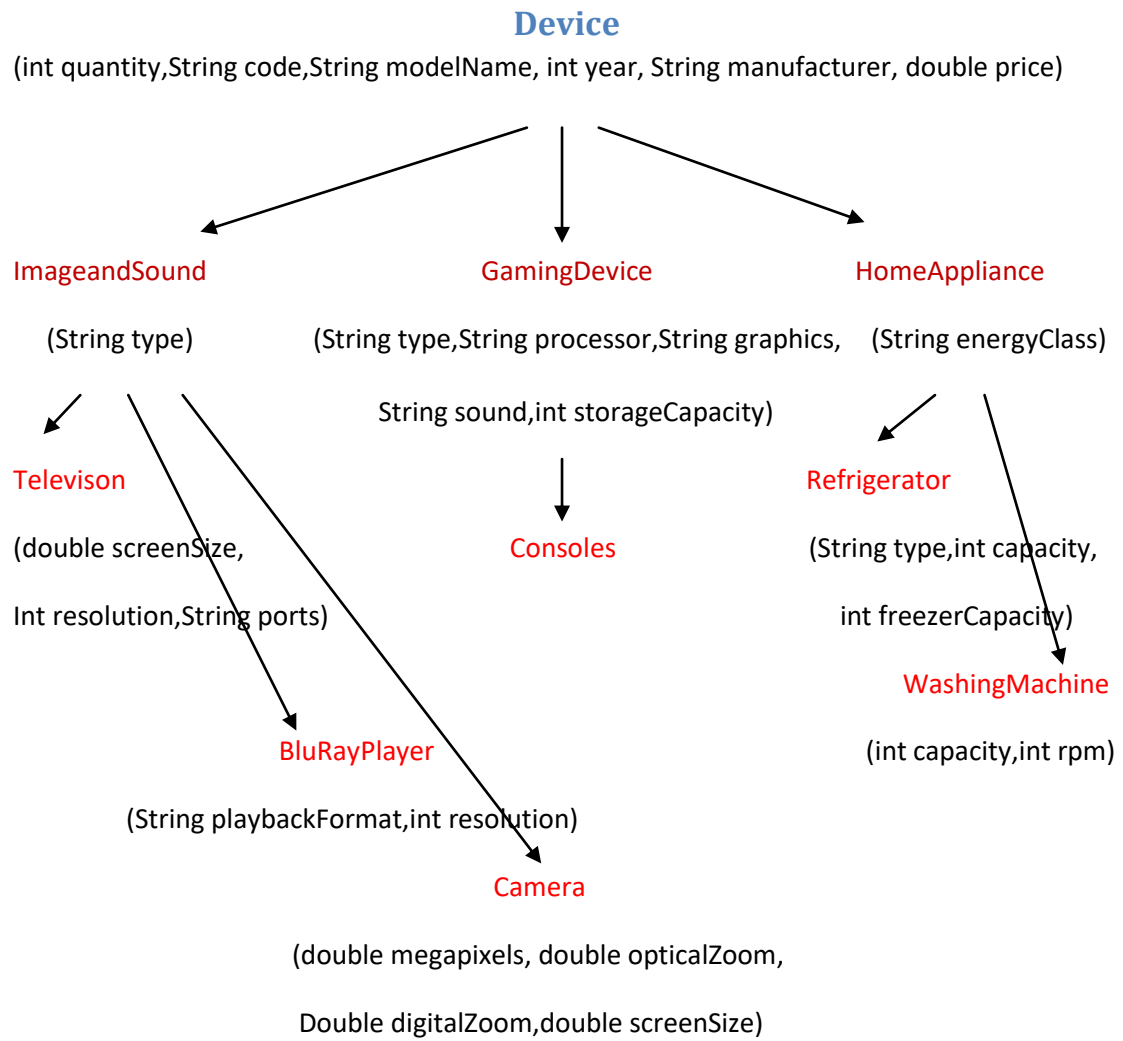 Device
(int quantity,String code,String modelName, int year, String manufacturer, double price)
ImageandSound GamingDevice HomeAppliance
(String type) (String type,String processor,String graphics, (String energyClass)
String sound,int storageCapacity)
Televison Refrigerator
(double screenSize, Consoles (String type,int capacity,
Int resolution,String ports) int freezerCapacity)
WashingMachine
BluRayPlayer (int capacity,int rpm)
(String playbackFormat,int resolution)
Camera
(double megapixels, double opticalZoom,
Double digitalZoom,double screenSize)